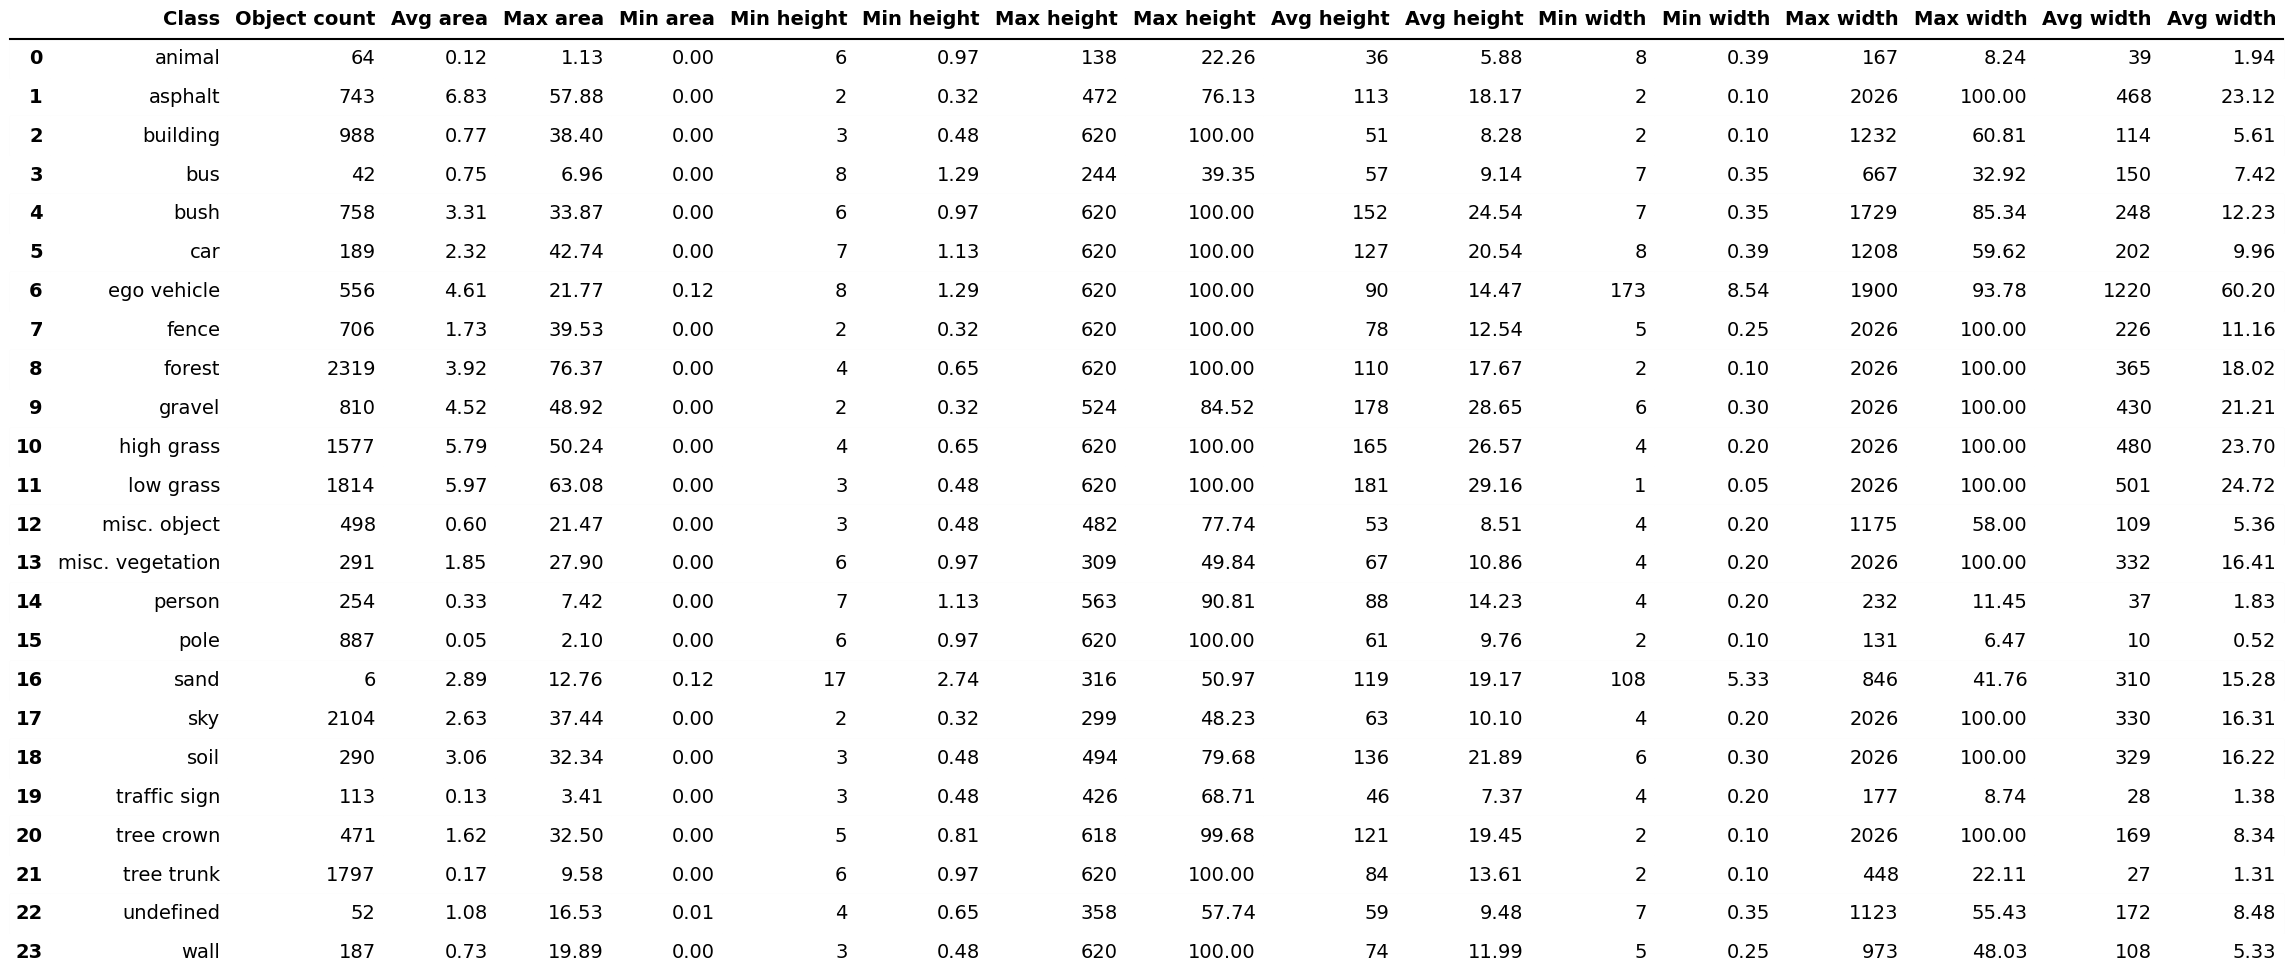 Class Object count Avg area Max area Min area Min height Min height Max height Max height Avg height Avg height Min width Min width Max width Max width Avg width Avg width
0 animal 64 0.12 1.13 0.00 6 0.97 138 22.26 36 5.88 8 0.39 167 8.24 39 1.94
1 asphalt 743 6.83 57.88 0.00 2 0.32 472 76.13 113 18.17 2 0.10 2026 100.00 468 23.12
2 building 988 0.77 38.40 0.00 3 0.48 620 100.00 51 8.28 2 0.10 1232 60.81 114 5.61
3 bus 42 0.75 6.96 0.00 8 1.29 244 39.35 57 9.14 7 0.35 667 32.92 150 7.42
4 bush 758 3.31 33.87 0.00 6 0.97 620 100.00 152 24.54 7 0.35 1729 85.34 248 12.23
5 car 189 2.32 42.74 0.00 7 1.13 620 100.00 127 20.54 8 0.39 1208 59.62 202 9.96
6 ego vehicle 556 4.61 21.77 0.12 8 1.29 620 100.00 90 14.47 173 8.54 1900 93.78 1220 60.20
7 fence 706 1.73 39.53 0.00 2 0.32 620 100.00 78 12.54 5 0.25 2026 100.00 226 11.16
8 forest 2319 3.92 76.37 0.00 4 0.65 620 100.00 110 17.67 2 0.10 2026 100.00 365 18.02
9 gravel 810 4.52 48.92 0.00 2 0.32 524 84.52 178 28.65 6 0.30 2026 100.00 430 21.21
10 high grass 1577 5.79 50.24 0.00 4 0.65 620 100.00 165 26.57 4 0.20 2026 100.00 480 23.70
11 low grass 1814 5.97 63.08 0.00 3 0.48 620 100.00 181 29.16 1 0.05 2026 100.00 501 24.72
12 misc. object 498 0.60 21.47 0.00 3 0.48 482 77.74 53 8.51 4 0.20 1175 58.00 109 5.36
13 misc. vegetation 291 1.85 27.90 0.00 6 0.97 309 49.84 67 10.86 4 0.20 2026 100.00 332 16.41
14 person 254 0.33 7.42 0.00 7 1.13 563 90.81 88 14.23 4 0.20 232 11.45 37 1.83
15 pole 887 0.05 2.10 0.00 6 0.97 620 100.00 61 9.76 2 0.10 131 6.47 10 0.52
16 sand 6 2.89 12.76 0.12 17 2.74 316 50.97 119 19.17 108 5.33 846 41.76 310 15.28
17 sky 2104 2.63 37.44 0.00 2 0.32 299 48.23 63 10.10 4 0.20 2026 100.00 330 16.31
18 soil 290 3.06 32.34 0.00 3 0.48 494 79.68 136 21.89 6 0.30 2026 100.00 329 16.22
19 traffic sign 113 0.13 3.41 0.00 3 0.48 426 68.71 46 7.37 4 0.20 177 8.74 28 1.38
20 tree crown 471 1.62 32.50 0.00 5 0.81 618 99.68 121 19.45 2 0.10 2026 100.00 169 8.34
21 tree trunk 1797 0.17 9.58 0.00 6 0.97 620 100.00 84 13.61 2 0.10 448 22.11 27 1.31
22 undefined 52 1.08 16.53 0.01 4 0.65 358 57.74 59 9.48 7 0.35 1123 55.43 172 8.48
23 wall 187 0.73 19.89 0.00 3 0.48 620 100.00 74 11.99 5 0.25 973 48.03 108 5.33